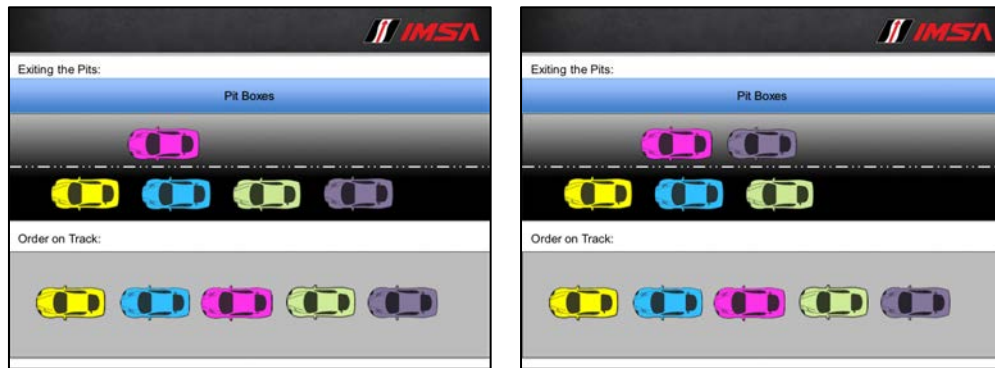 IMSA
Exiting the Pits:
Pit Boxes
Order on Track:
IMSA
Exiting the Pits:
Pit Boxes
Order on Track: